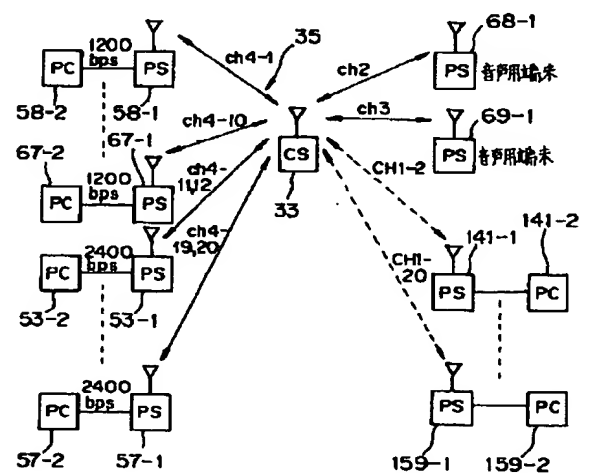 1200
bps
PC
PS
58-2
58-1
ch4-1
35
68-1
ch2
PS
音声用端末
ch4-10
ch3
69-1
PS
音声用端末
67-2
67-1
1200
bps
PC
PS
CS
33
ch4-
11,12
ch4-
19,20
CH1-2
CH1-
20
2400
bps
PC
PS
53-2
53-1
141-1
141-2
PS
PC
2400
bps
PC
PS
57-2
57-1
PS
PC
159-1
159-2